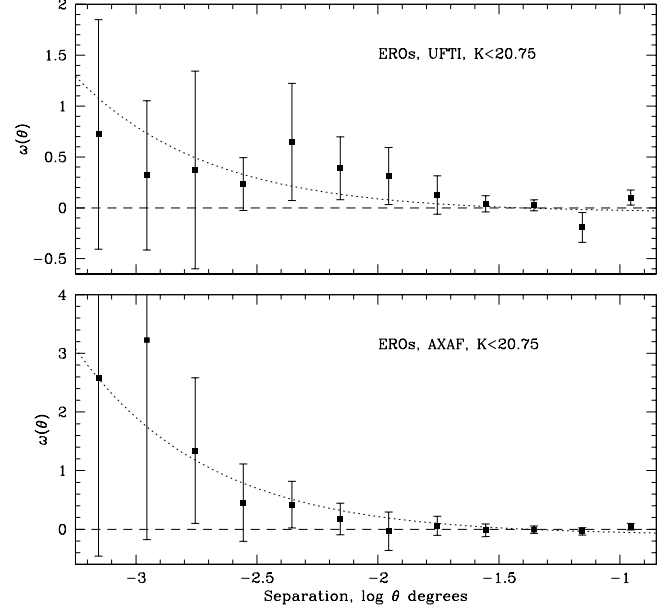 2
1.5
1
0.5
0
−0.5
ω(θ)
EROs, UFTI, K<20.75
4
3
2
1
0
ω(θ)
EROs, AXAF, K<20.75
−3 −2.5 −2 −1.5 −1
Separation, log θ degrees